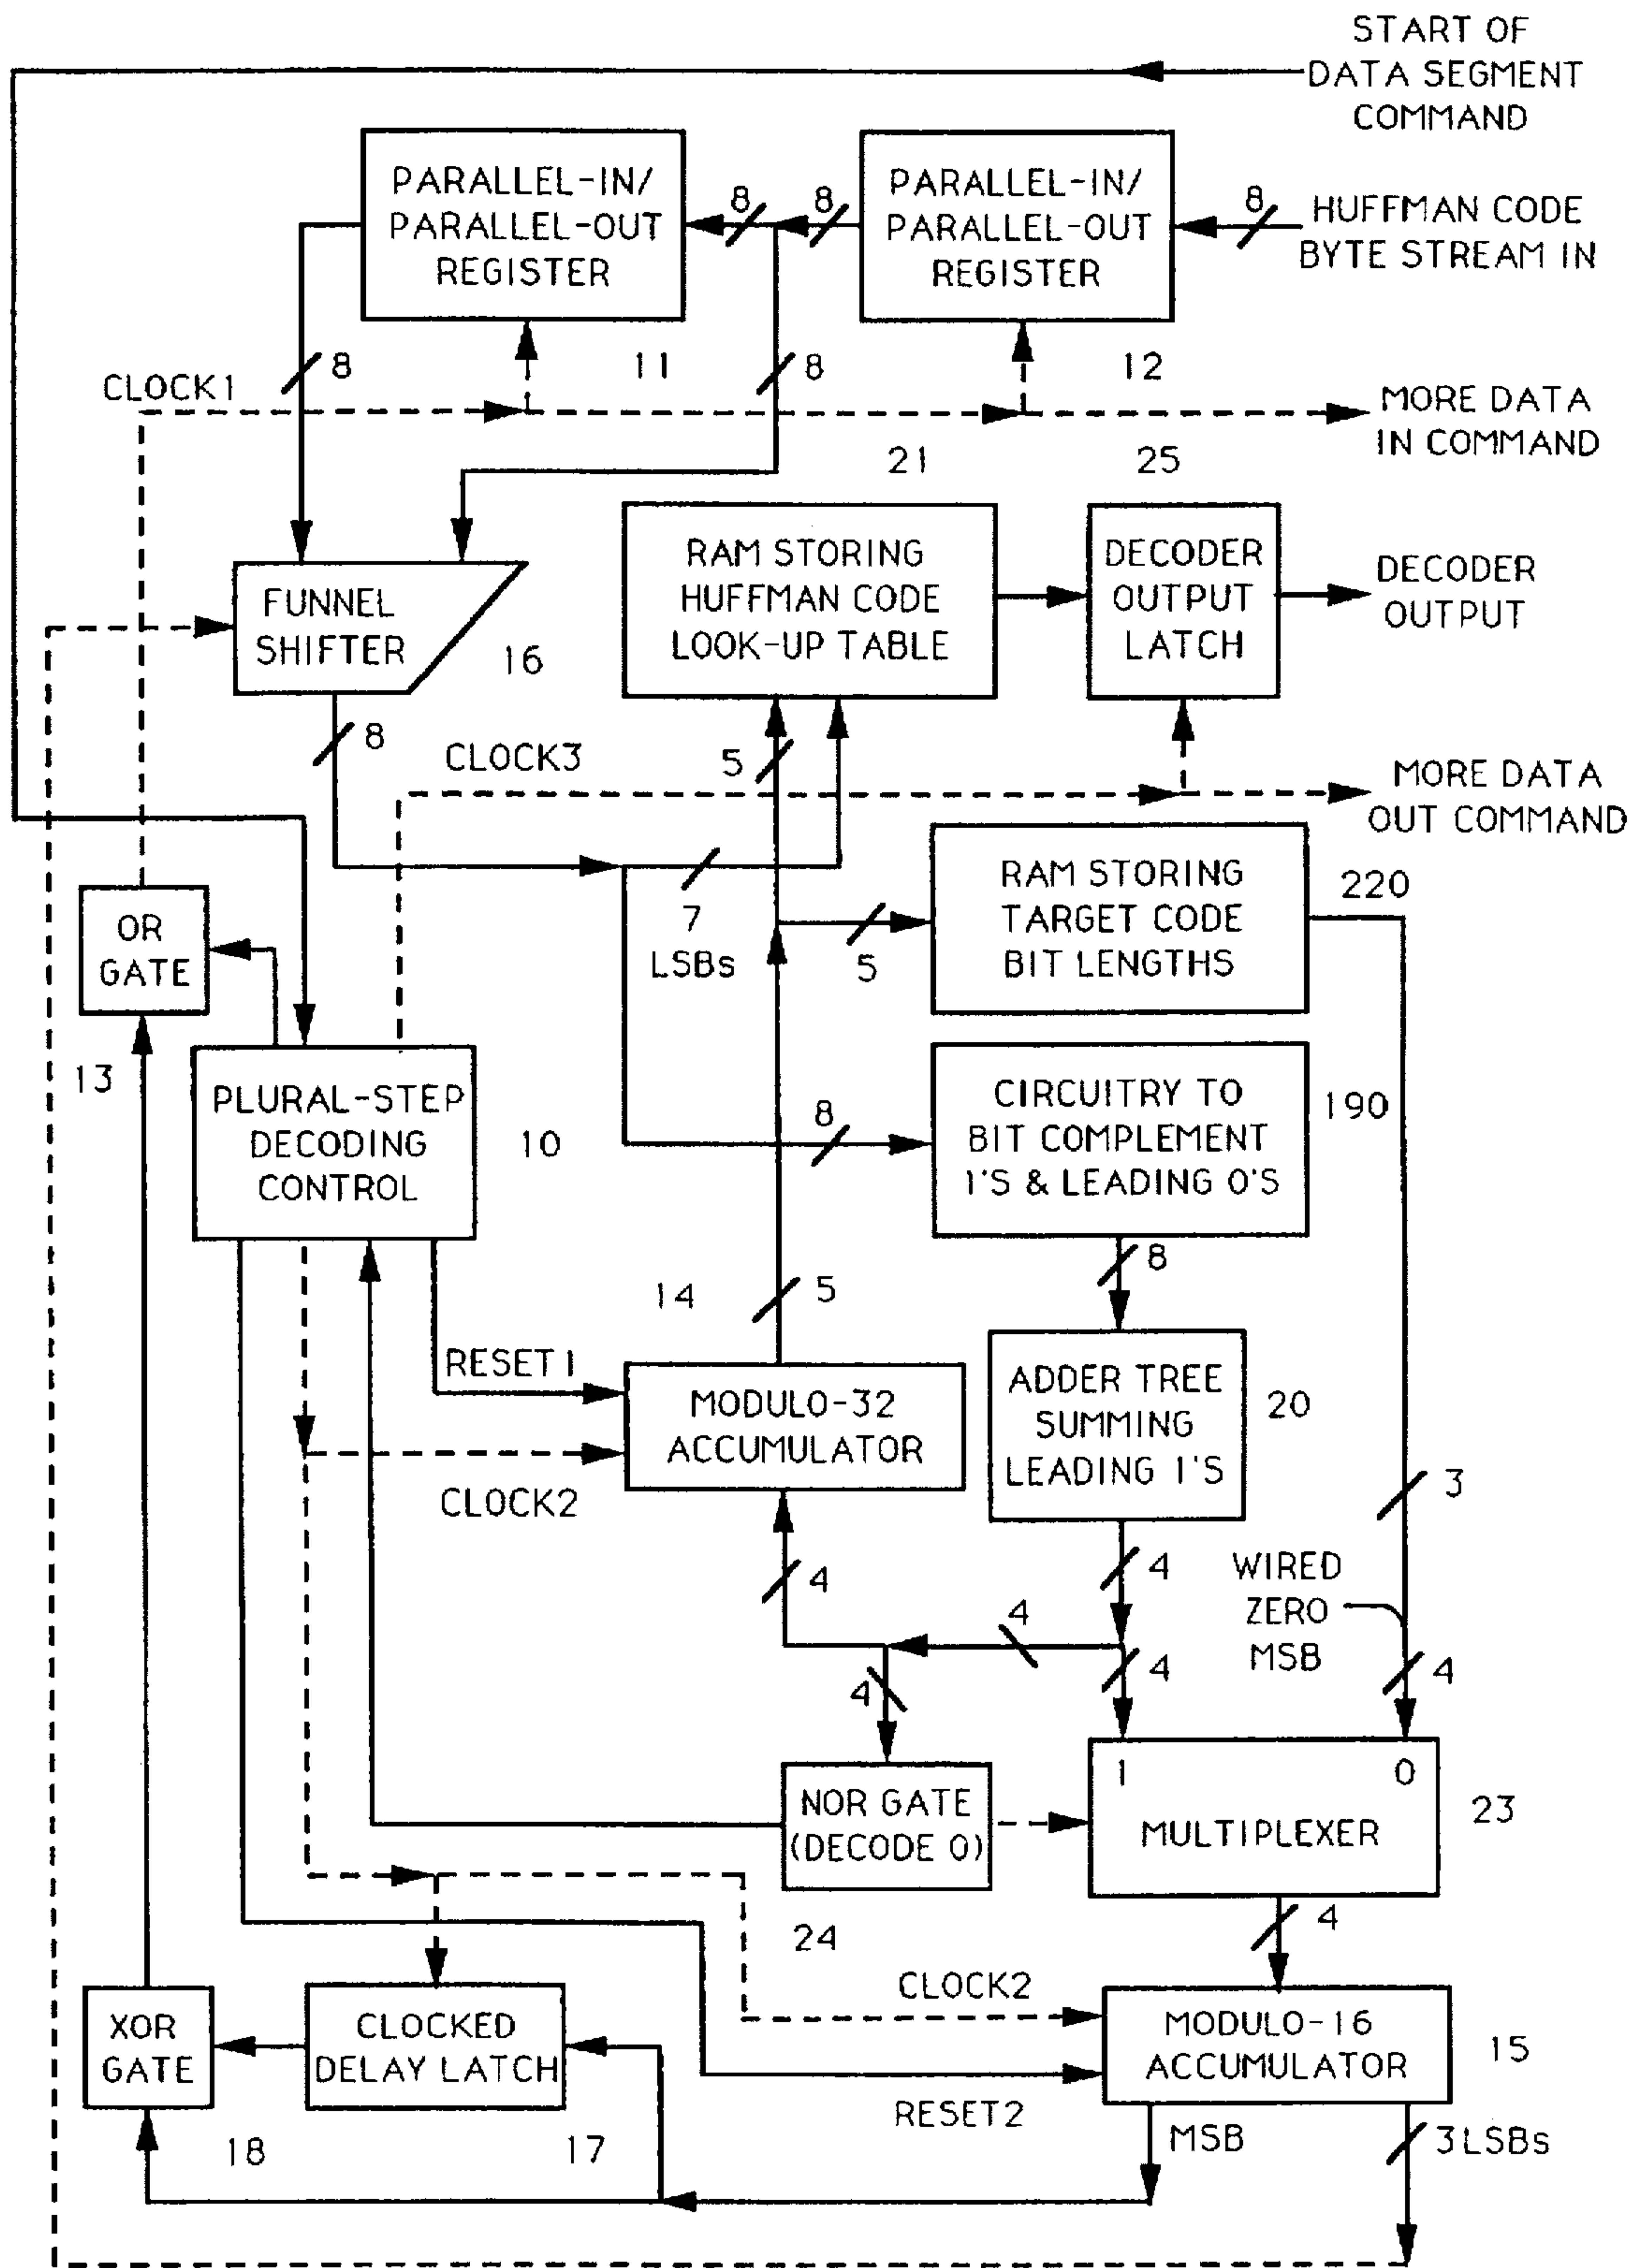 START OF
DATA SEGMENT
COMMAND
PARALLEL-IN/
PARALLEL-OUT
REGISTER
8
8
PARALLEL-IN/
PARALLEL-OUT
REGISTER
8
HUFFMAN CODE
BYTE STREAM IN
CLOCK1
8
11
8
12
MORE DATA
IN COMMAND
21
25
FUNNEL
SHIFTER
16
RAM STORING
HUFFMAN CODE
LOOK-UP TABLE
DECODER
OUTPUT
LATCH
DECODER
OUTPUT
8
CLOCK3
5
MORE DATA
OUT COMMAND
7
LSBs
5
RAM STORING
TARGET CODE
BIT LENGTHS
220
OR
GATE
13
PLURAL-STEP
DECODING
CONTROL
10
8
CIRCUITRY TO
BIT COMPLEMENT
1'S & LEADING 0'S
190
8
14
5
RESET1
MODULO-32
ACCUMULATOR
CLOCK2
ADDER TREE
SUMMING
LEADING 1'S
20
3
4
4
4
4
4
WIRED
ZERO
MSB
4
NOR GATE
(DECODE 0)
24
1
0
MULTIPLEXER
23
4
CLOCK2
XOR
GATE
18
CLOCKED
DELAY LATCH
17
MODULO-16
ACCUMULATOR
15
RESET2
MSB
3LSBs